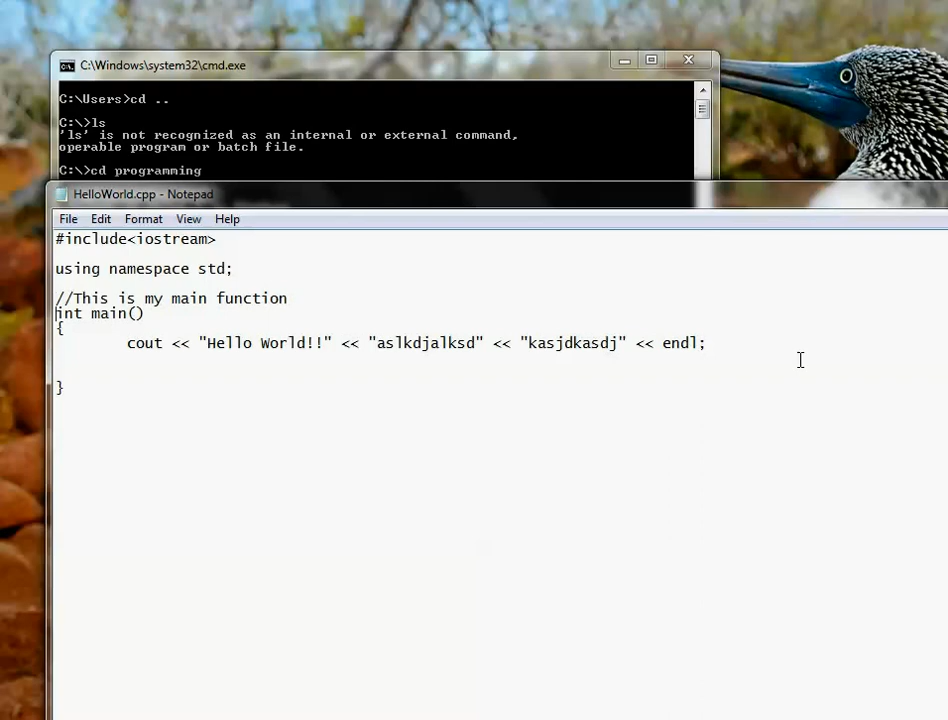 C:\Windows\system32\cmd.exe
C:\Users>cd ..
C:\>ls
'ls' is not recognized as an internal or external command,
operable program or batch file.
C:\>cd programming
HelloWorld.cpp - Notepad
File Edit Format View Help
#include<iostream>
using namespace std;
//This is my main function
int main()
{
cout << "Hello World!!" << "aslkdjalksd" << "kasjdkasdj" << endl;
}